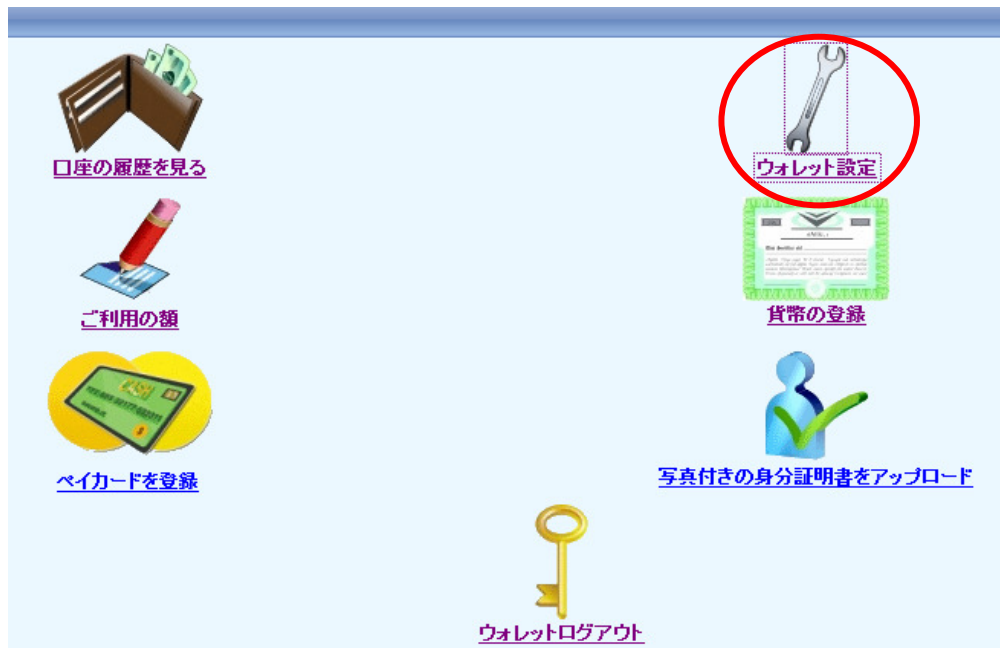 口座の履歴を見る
ウォレット設定
ご利用の額
貨幣の登録
CASH
ペイカードを登録
写真付きの身分証明書をアップロード
ウォレットログアウト